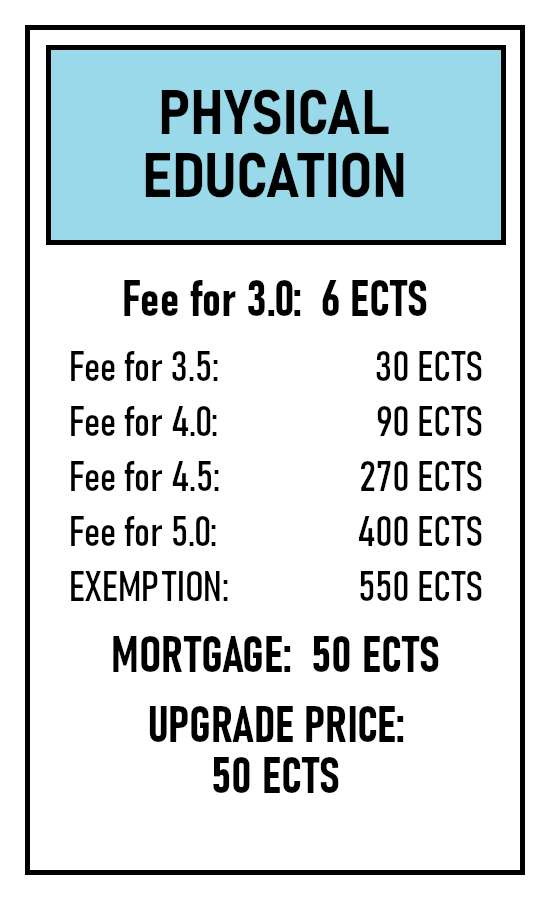 PHYSICAL
EDUCATION
Fee for 3.0: 6 ECTS
Fee for 3.5: 30 ECTS
Fee for 4.0: 90 ECTS
Fee for 4.5: 270 ECTS
Fee for 5.0: 400 ECTS
EXEMPTION: 550 ECTS
MORTGAGE: 50 ECTS
UPGRADE PRICE:
50 ECTS